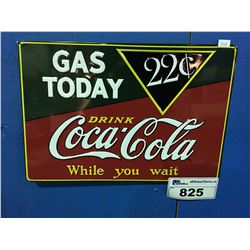 GAS
TODAY
22¢
DRINK
Coca-Cola
While you wait
825